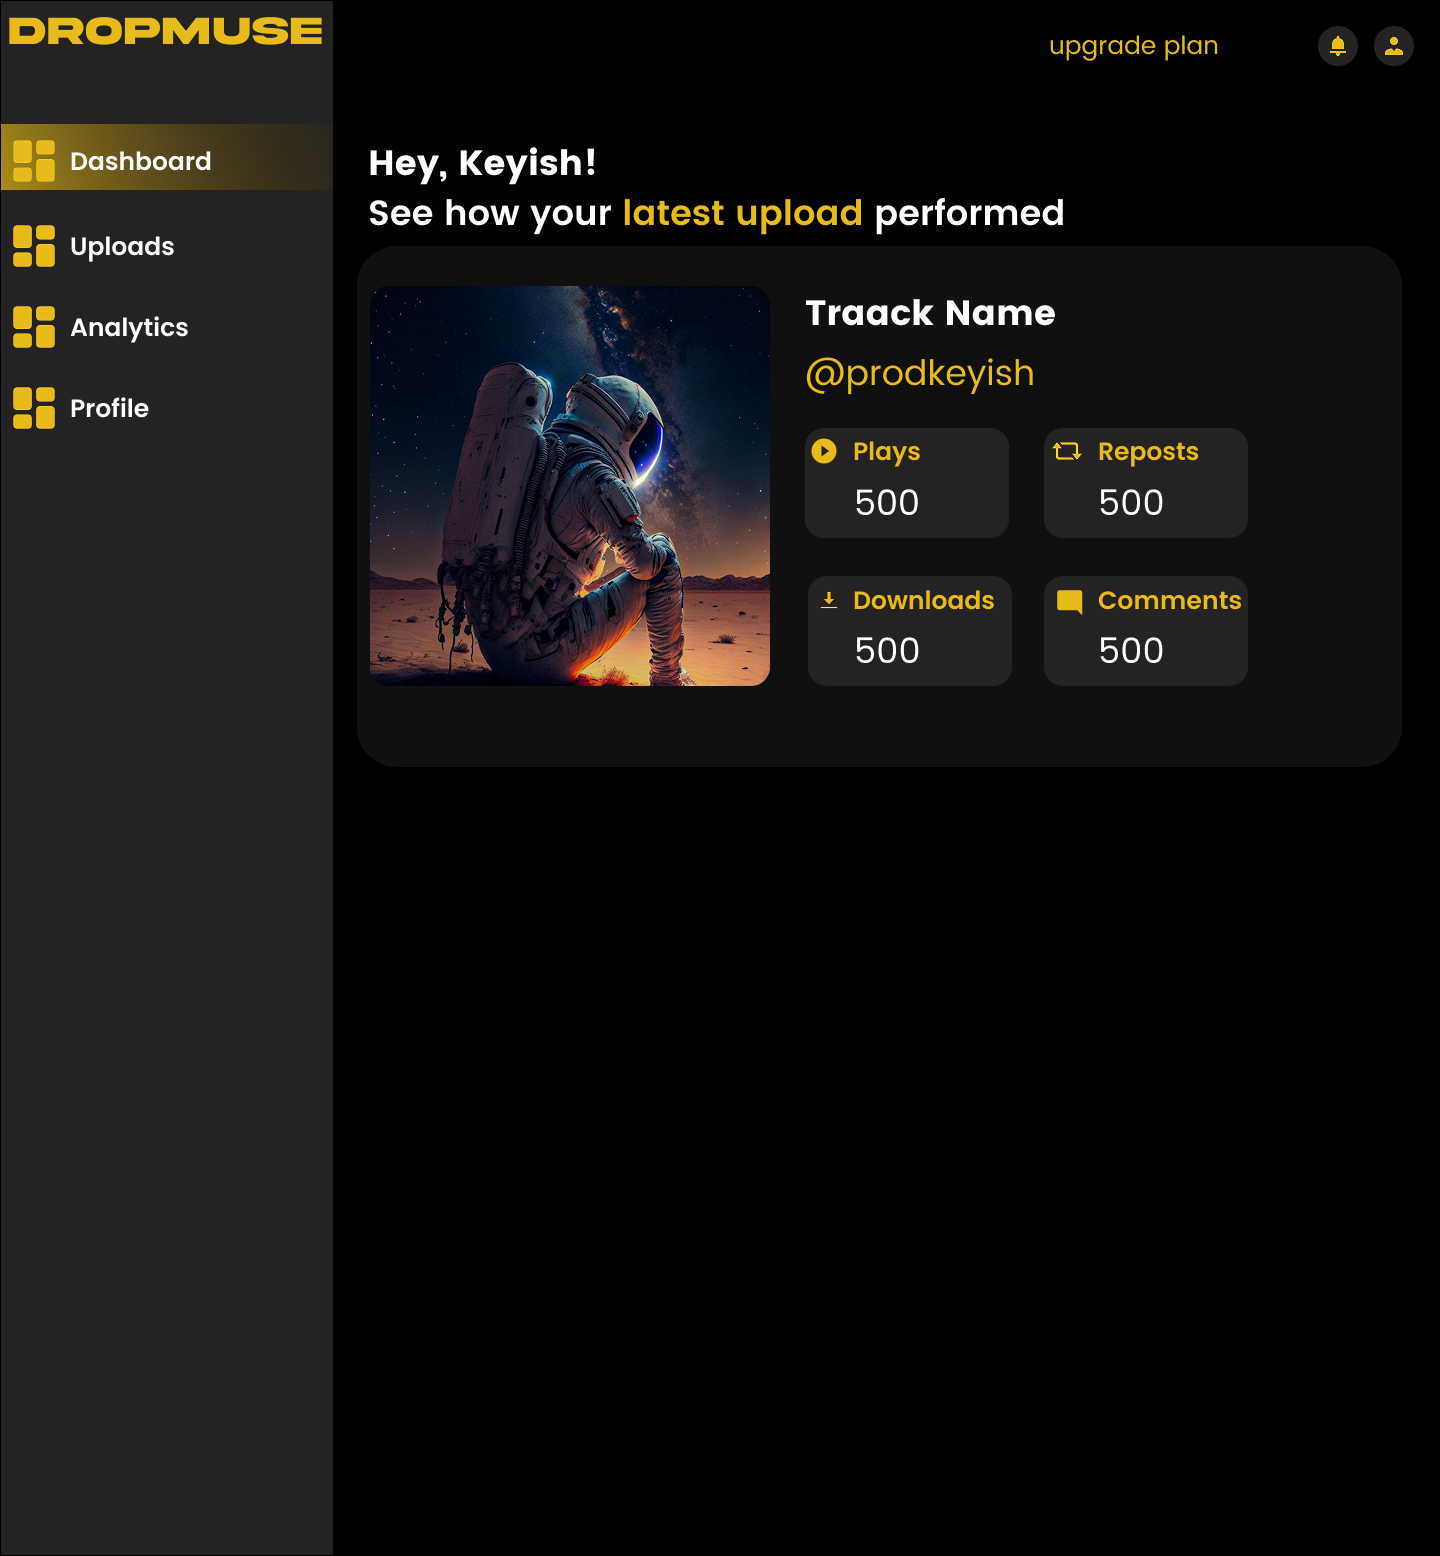 DROPMUSE
upgrade plan
Dashboard
Uploads
Analytics
Profile
Hey, Keyish!
See how your latest upload performed
Traack Name
@prodkeyish
Plays
500
Reposts
500
Downloads
500
Comments
500